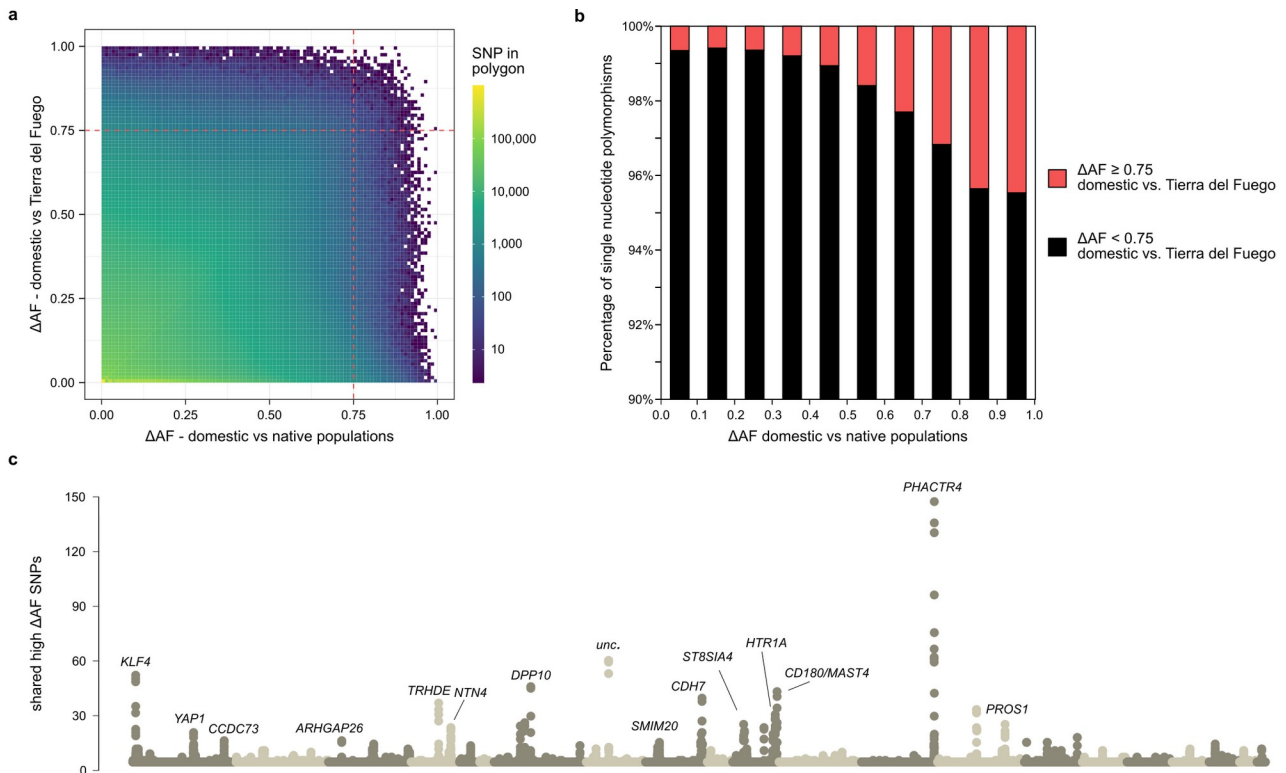 a
1.00
0.75
0.50
0.25
0.00
ΔAF - domestic vs Tierra del Fuego
0.00
0.25
0.50
0.75
1.00
ΔAF - domestic vs native populations
SNP in
polygon
100,000
10,000
1,000
100
10
b
100%
98%
96%
94%
92%
90%
Percentage of single nucleotide polymorphisms
0.0
0.1
0.2
0.3
0.4
0.5
0.6
0.7
0.8
0.9
1.0
ΔAF domestic vs native populations
ΔAF ≥ 0.75
domestic vs. Tierra del Fuego
ΔAF < 0.75
domestic vs. Tierra del Fuego
c
150
120
90
60
30
0
shared high ΔAF SNPs
KLF4
YAP1
CCDC73
ARHGAP26
TRHDE
NTN4
DPP10
unc.
SMIM20
CDH7
ST8SIA4
HTR1A
CD180/MAST4
PHACTR4
PROS1